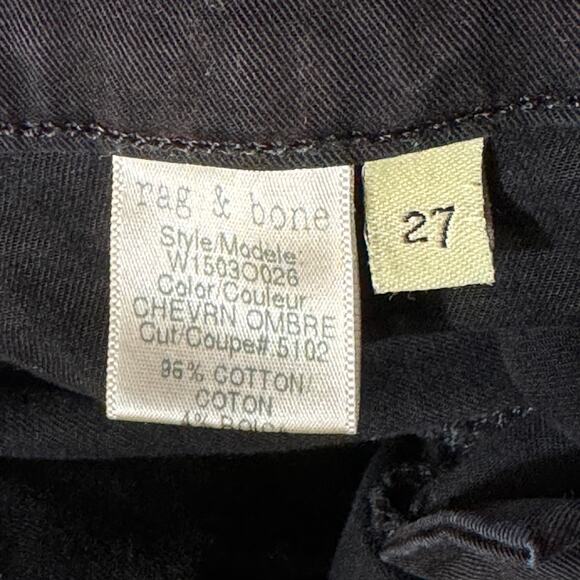 rag & bone
Style/Modele
W1503O026
Color/Couleur
CHEVRN OMBRE
Cut/Coupe# 5102
96% COTTON/
COTON
27